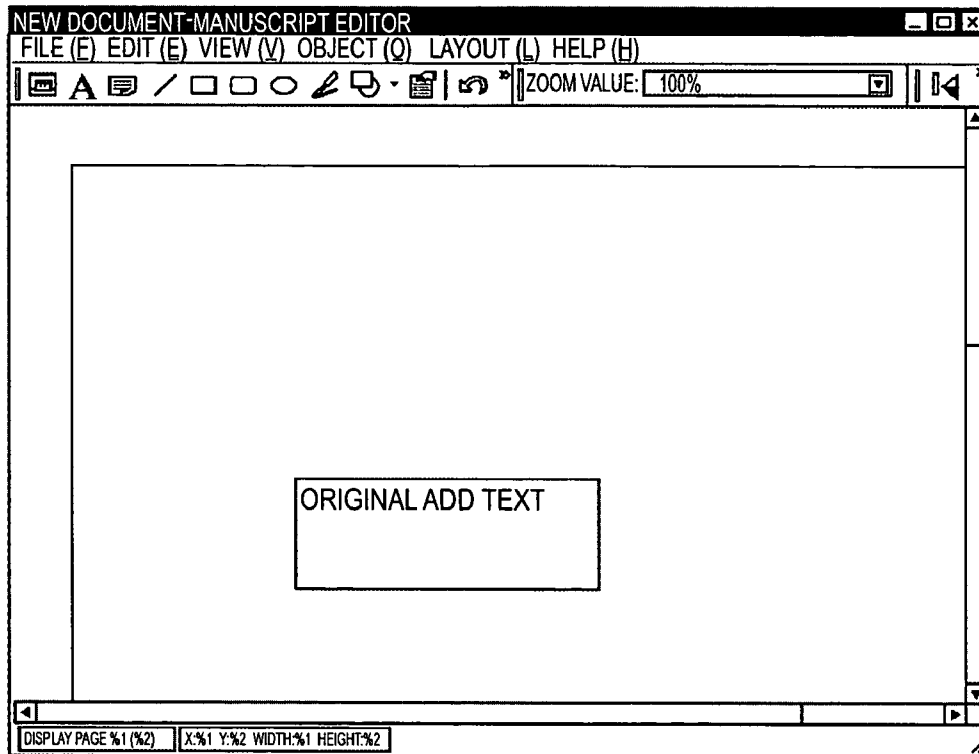 NEW DOCUMENT-MANUSCRIPT EDITOR
FILE (F) EDIT (E) VIEW (V) OBJECT (O) LAYOUT (L) HELP (H)
A ZOOM VALUE: 100%
ORIGINAL ADD TEXT
DISPLAY PAGE %1 (%2) X:%1 Y:%2 WIDTH:%1 HEIGHT:%2